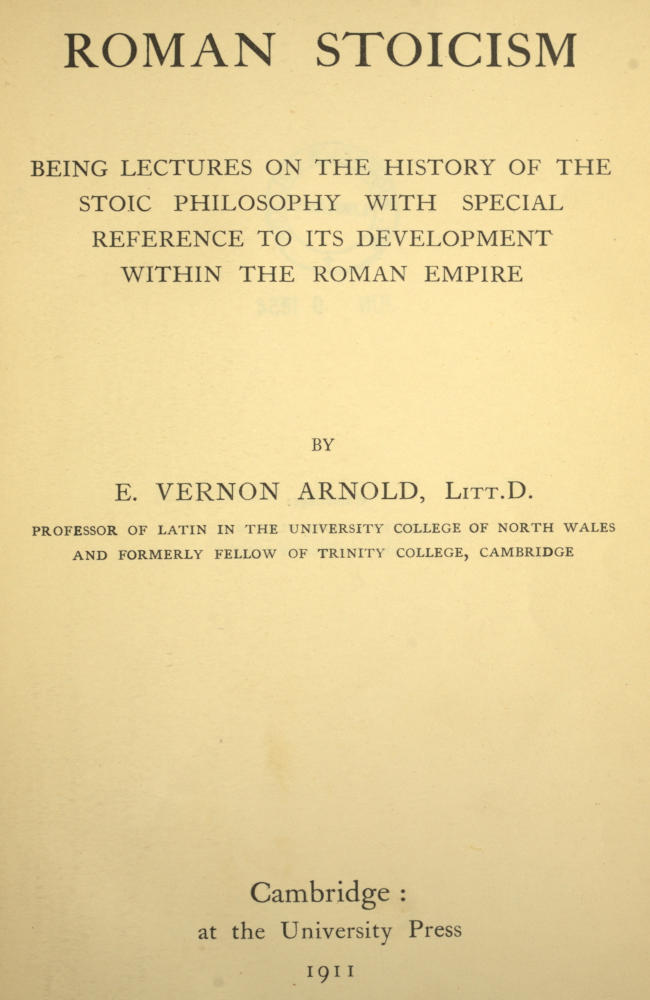 ROMAN STOICISM
BEING LECTURES ON THE HISTORY OF THE
STOIC PHILOSOPHY WITH SPECIAL
REFERENCE TO ITS DEVELOPMENT
WITHIN THE ROMAN EMPIRE
BY
E. VERNON ARNOLD, LITT.D.
PROFESSOR OF LATIN IN THE UNIVERSITY COLLEGE OF NORTH WALES
AND FORMERLY FELLOW OF TRINITY COLLEGE, CAMBRIDGE
Cambridge :
at the University Press
1911